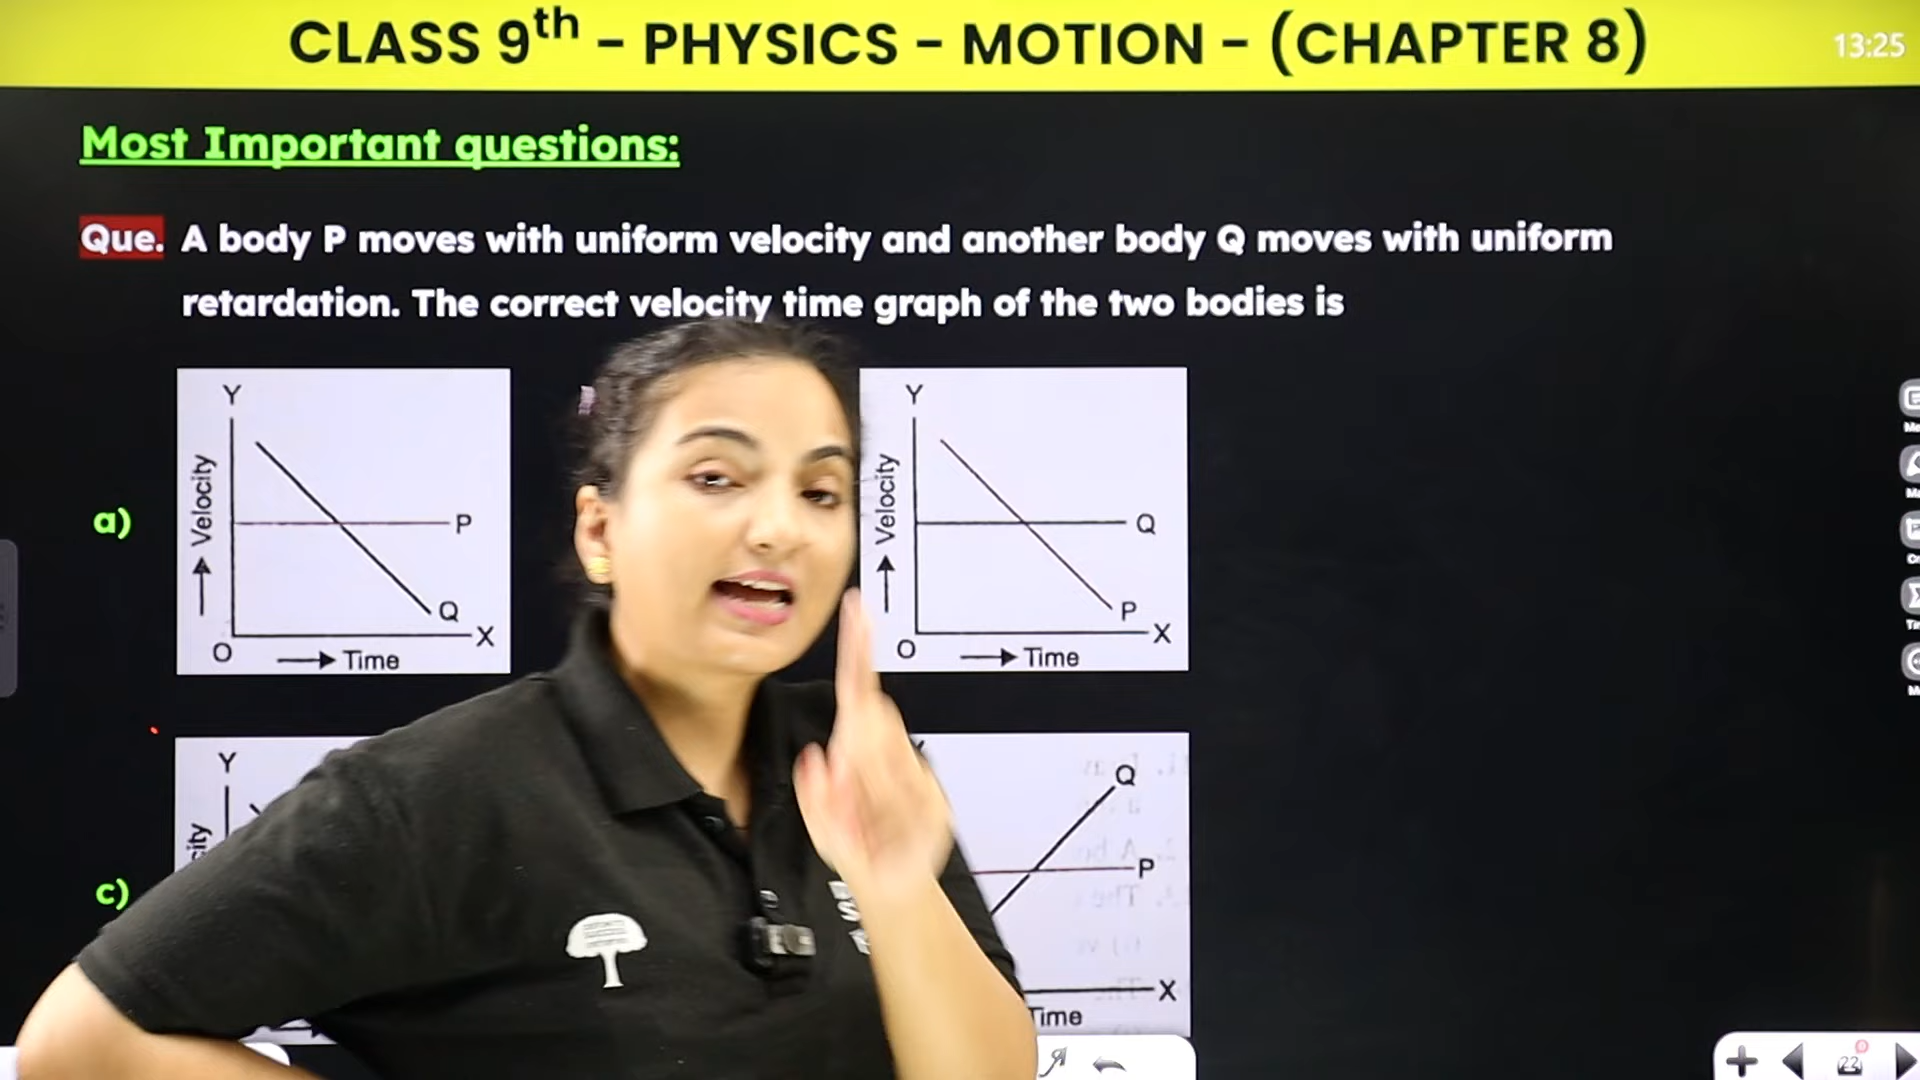 CLASS 9th - PHYSICS - MOTION - (CHAPTER 8)
13:25
Most Important questions:
Que. A body P moves with uniform velocity and another body Q moves with uniform
retardation. The correct velocity time graph of the two bodies is
a)
Y
Velocity
P
Q
X
O
Time
Y
Velocity
Q
P
X
O
Time
c)
Y
Q
P
X
Time
22